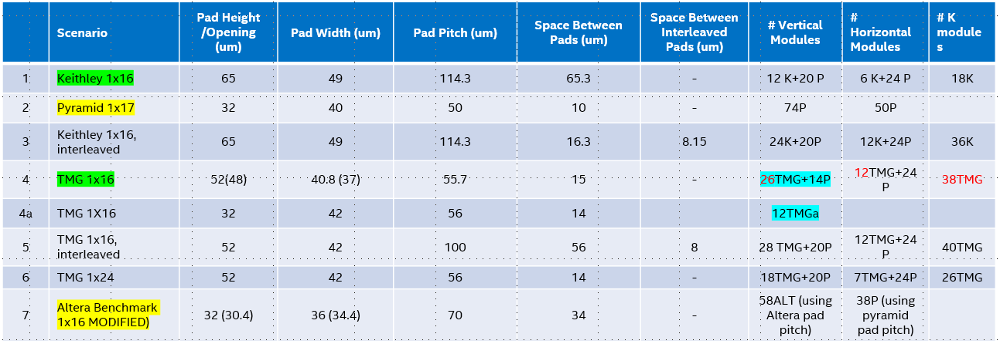 Scenario Pad Height /Opening (um) Pad Width (um) Pad Pitch (um) Space Between Pads (um) Space Between Interleaved Pads (um) # Vertical Modules # Horizontal Modules # K module s
1 Keithley 1x16 65 49 114.3 65.3 - 12 K+20 P 6 K+24 P 18K
2 Pyramid 1x17 32 40 50 10 - 74P 50P
3 Keithley 1x16, interleaved 65 49 114.3 16.3 8.15 24K+20P 12K+24P 36K
4 TMG 1x16 52(48) 40.8 (37) 55.7 15 - 26TMG+14P 12TMG+24 P 38TMG
4a TMG 1X16 32 42 56 14 12TMGa
5 TMG 1x16, interleaved 52 42 100 56 8 28 TMG+20P 12TMG+24 P 40TMG
6 TMG 1x24 52 42 56 14 - 18TMG+20P 7TMG+24P 26TMG
7 Altera Benchmark 1x16 MODIFIED) 32 (30.4) 36 (34.4) 70 34 - 58ALT (using Altera pad pitch) 38P (using pyramid pad pitch)